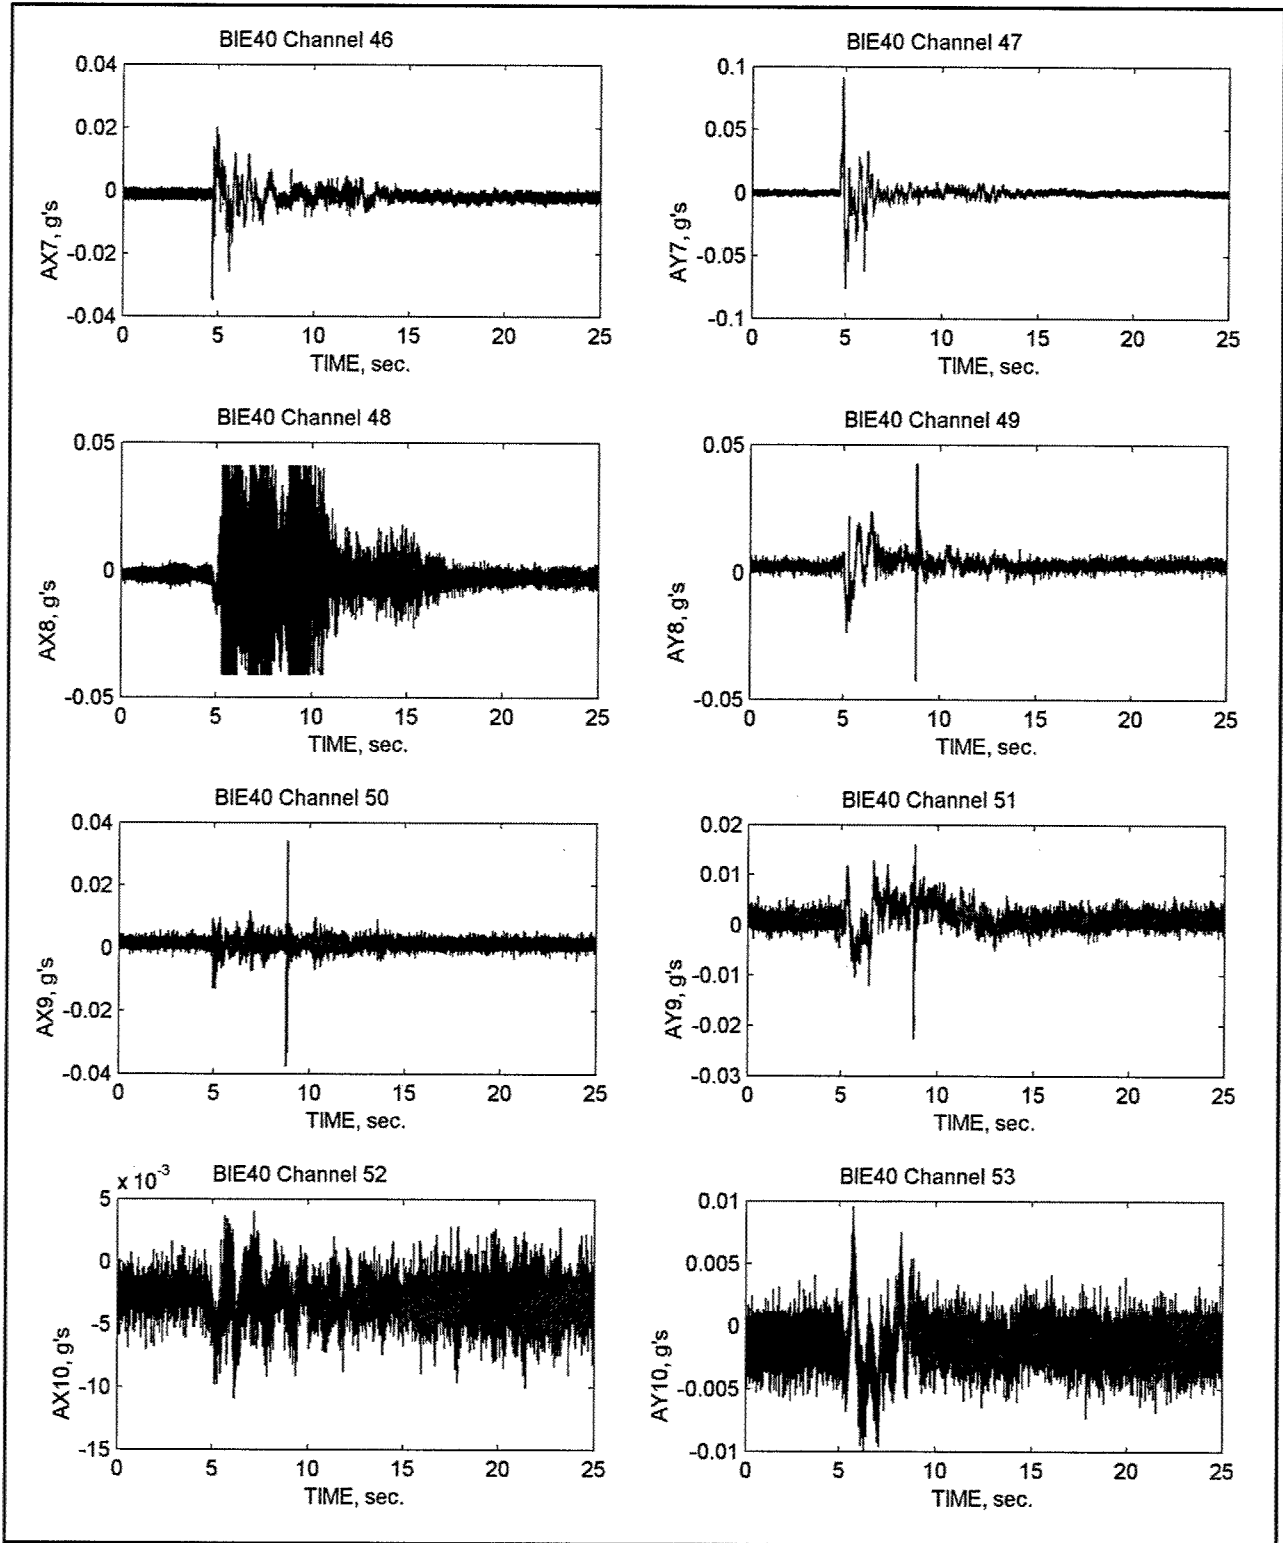 BIE40 Channel 46
0.04
0.02
0
-0.02
-0.04
AX7, g's
0 5 10 15 20 25
TIME, sec.
BIE40 Channel 47
0.1
0.05
0
-0.05
-0.1
AY7, g's
0 5 10 15 20 25
TIME, sec.
BIE40 Channel 48
0.05
0
-0.05
AX8, g's
0 5 10 15 20 25
TIME, sec.
BIE40 Channel 49
0.05
0
-0.05
AY8, g's
0 5 10 15 20 25
TIME, sec.
BIE40 Channel 50
0.04
0.02
0
-0.02
-0.04
AX9, g's
0 5 10 15 20 25
TIME, sec.
BIE40 Channel 51
0.02
0.01
0
-0.01
-0.02
-0.03
AY9, g's
0 5 10 15 20 25
TIME, sec.
x 10-3
BIE40 Channel 52
5
0
-5
-10
-15
AX10, g's
0 5 10 15 20 25
TIME, sec.
BIE40 Channel 53
0.01
0.005
0
-0.005
-0.01
AY10, g's
0 5 10 15 20 25
TIME, sec.